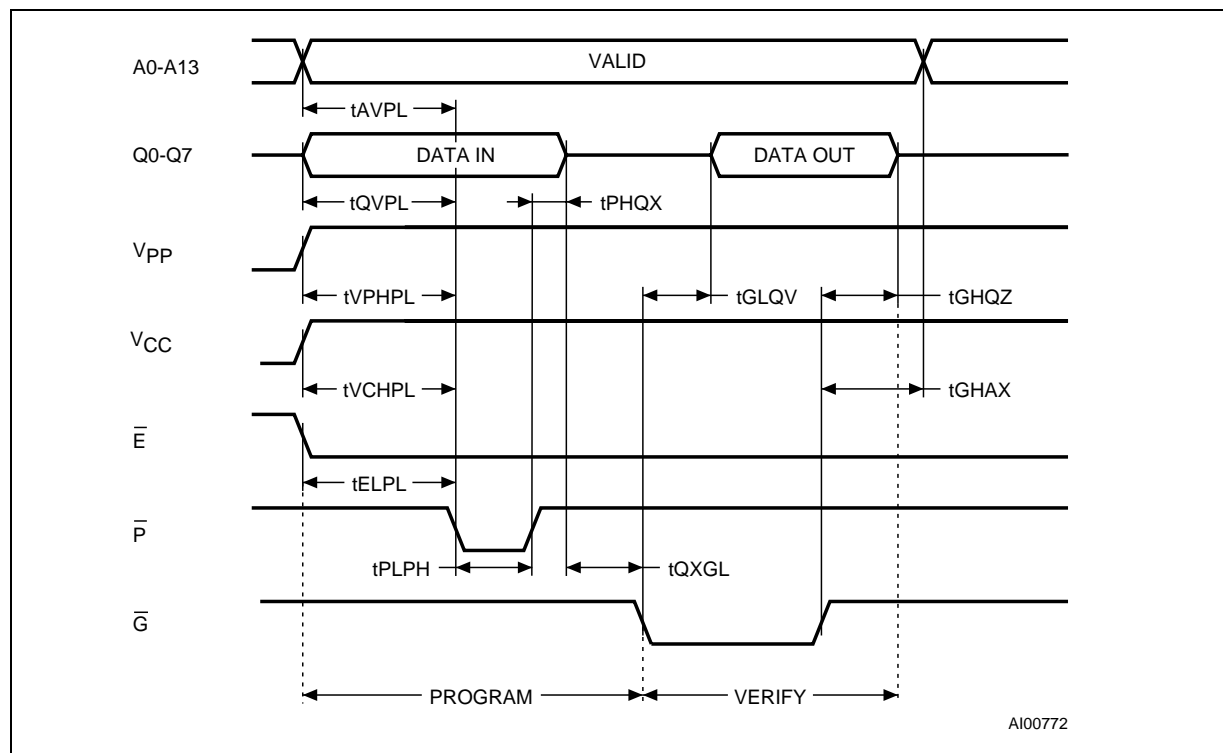 A0-A13
VALID
tAVPL
Q0-Q7
DATA IN
DATA OUT
tQVPL
tPHQX
VPP
tVPHPL
tGLQV
tGHQZ
VCC
tVCHPL
tGHAX
E̅
tELPL
P̅
tPLPH
tQXGL
G̅
PROGRAM
VERIFY
AI00772